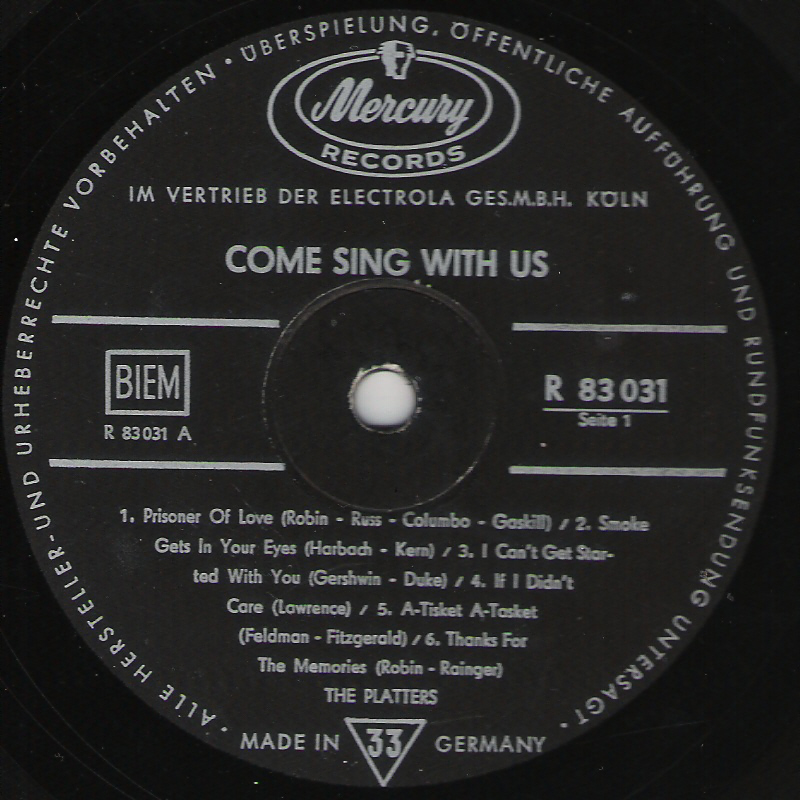 ALLE HERSTELLER- UND URHEBERRECHTE VORBEHALTEN • ÜBERSPIELUNG, ÖFFENTLICHE AUFFÜHRUNG UND RUNDFUNKSENDUNG UNTERSAGT •
Mercury
RECORDS
IM VERTRIEB DER ELECTROLA GES.M.B.H. KÖLN
COME SING WITH US
BIEM
R 83031 A
R 83 031
Seite 1
1. Prisoner Of Love (Robin - Russ - Columbo - Gaskill) / 2. Smoke
Gets In Your Eyes (Harbach - Kern) / 3. I Can't Get Star-
ted With You (Gershwin - Duke) / 4. If I Didn't
Care (Lawrence) / 5. A-Tisket A-Tasket
(Feldman - Fitzgerald) / 6. Thanks For
The Memories (Robin - Rainger)
THE PLATTERS
MADE IN 33 GERMANY